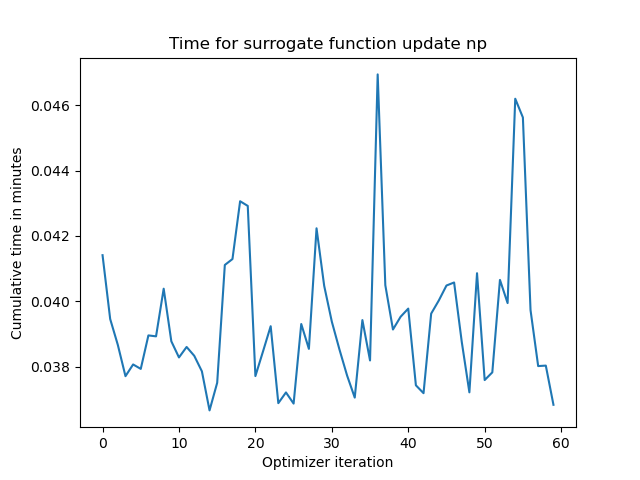 Time for surrogate function update np
Cumulative time in minutes
0.046
0.044
0.042
0.040
0.038
0 10 20 30 40 50 60
Optimizer iteration